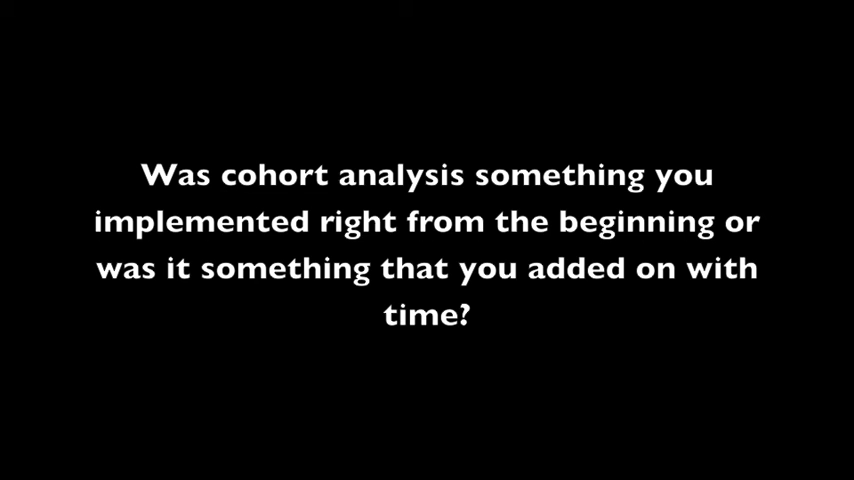 Was cohort analysis something you
implemented right from the beginning or
was it something that you added on with
time?